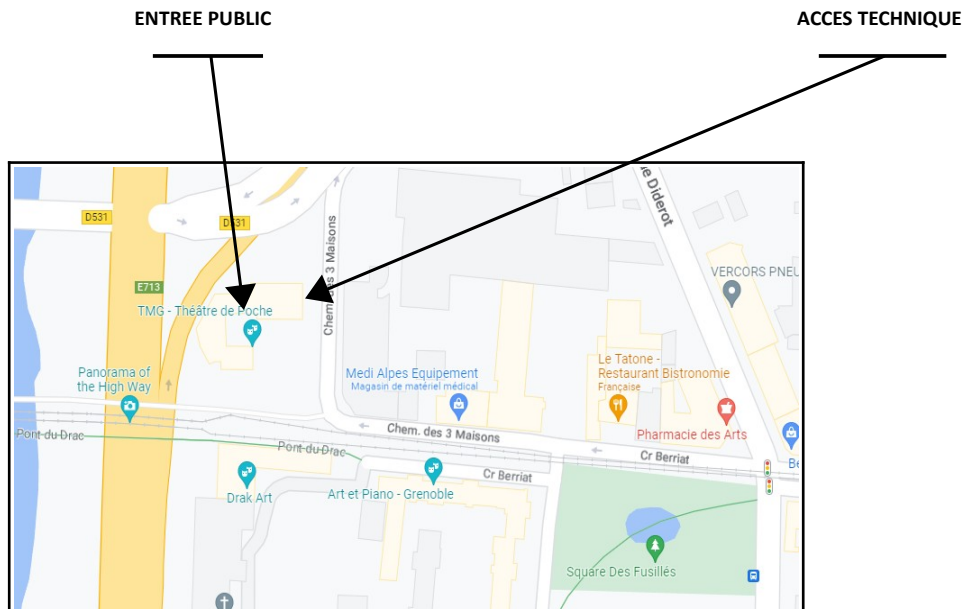 ENTREE PUBLIC
ACCES TECHNIQUE
D531
D531
Chem. des 3 Maisons
Diderot
VERCORS PNEU
E713
TMG - Théâtre de Poche
Panorama of
the High Way
Medi Alpes Equipement
Magasin de matériel médical
Le Tatone -
Restaurant Bistronomie
Française
Pharmacie des Arts
Chem. des 3 Maisons
Cr Berriat
Pont-du-Drac
Pont-du-Drac
Cr Berriat
Drak Art
Art et Piano - Grenoble
Square Des Fusillés